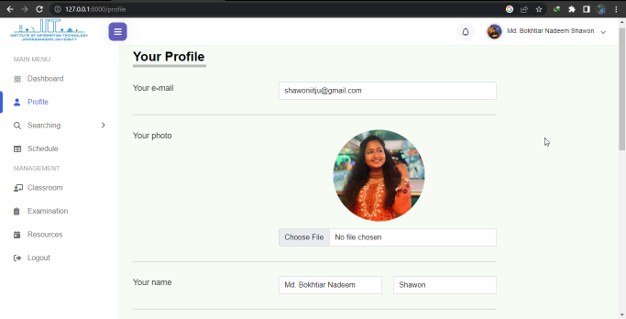 127.0.0.1:8000/profile
INSTITUTE OF INFORMATION TECHNOLOGY
JAHANGIRNAGAR UNIVERSITY
Md. Bokhtiar Nadeem Shawon
MAIN MENU
Dashboard
Profile
Searching
Schedule
MANAGEMENT
Classroom
Examination
Resources
Logout
Your Profile
Your e-mail
shawoniitju@gmail.com
Your photo
Choose File No file chosen
Your name
Md. Bokhtiar Nadeem
Shawon